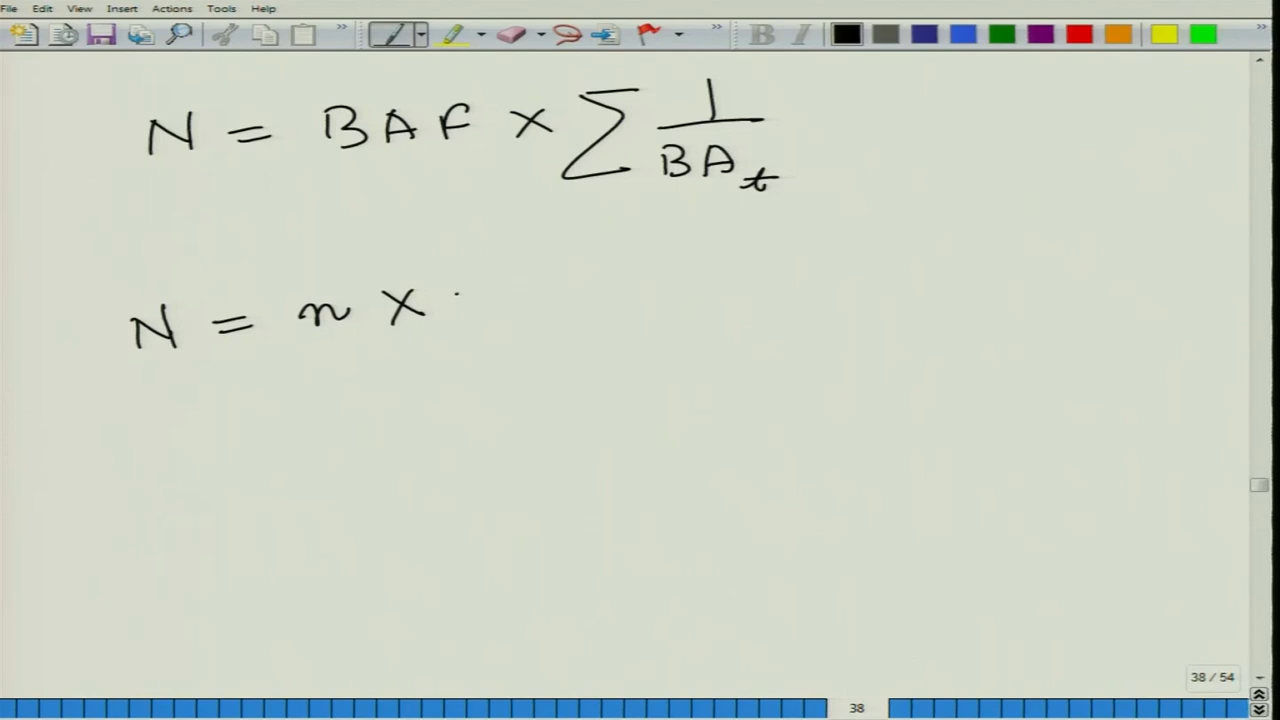 File Edit View Insert Actions Tools Help
B I
N = BAF × ∑ 1/BA_t
N = n ×
38 / 54
38